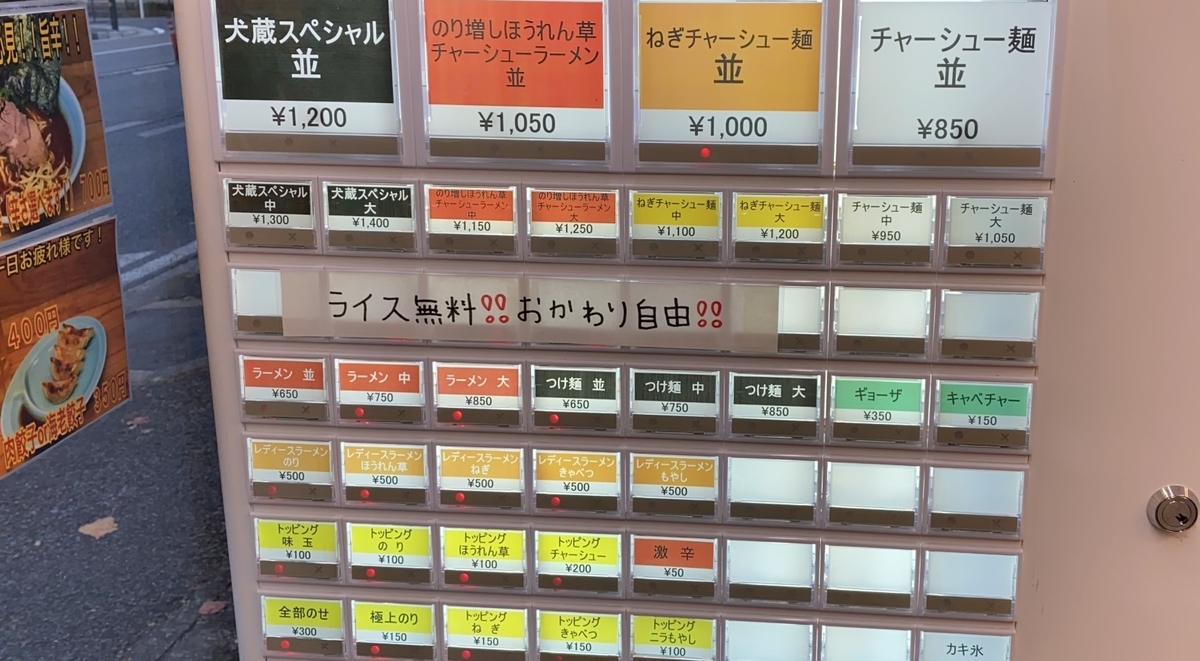 犬蔵スペシャル
並
¥1,200
のり増しほうれん草
チャーシューラーメン
並
¥1,050
ねぎチャーシュー麺
並
¥1,000
チャーシュー麺
並
¥850
犬蔵スペシャル
中
¥1,300
犬蔵スペシャル
大
¥1,400
のり増しほうれん草
チャーシューラーメン
中
¥1,150
のり増しほうれん草
チャーシューラーメン
大
¥1,250
ねぎチャーシュー麺
中
¥1,100
ねぎチャーシュー麺
大
¥1,200
チャーシュー麺
中
¥950
チャーシュー麺
大
¥1,050
ライス無料!!おかわり自由!!
ラーメン 並
¥650
ラーメン 中
¥750
ラーメン 大
¥850
つけ麺 並
¥650
つけ麺 中
¥750
つけ麺 大
¥850
ギョーザ
¥350
キャベチャー
¥150
レディースラーメン
のり
¥500
レディースラーメン
ほうれん草
¥500
レディースラーメン
ねぎ
¥500
レディースラーメン
きゃべつ
¥500
レディースラーメン
もやし
¥500
トッピング
味玉
¥100
トッピング
のり
¥100
トッピング
ほうれん草
¥100
トッピング
チャーシュー
¥200
激辛
¥50
全部のせ
¥300
極上のり
¥150
トッピング
ねぎ
¥150
トッピング
きゃべつ
¥150
トッピング
ニラもやし
¥100
カキ氷
旨辛!!
700円
一日お疲れ様です!
400円
350円
肉餃子or海老餃子